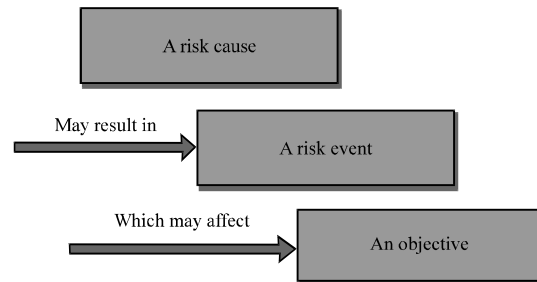 A risk cause
May result in
A risk event
Which may affect
An objective